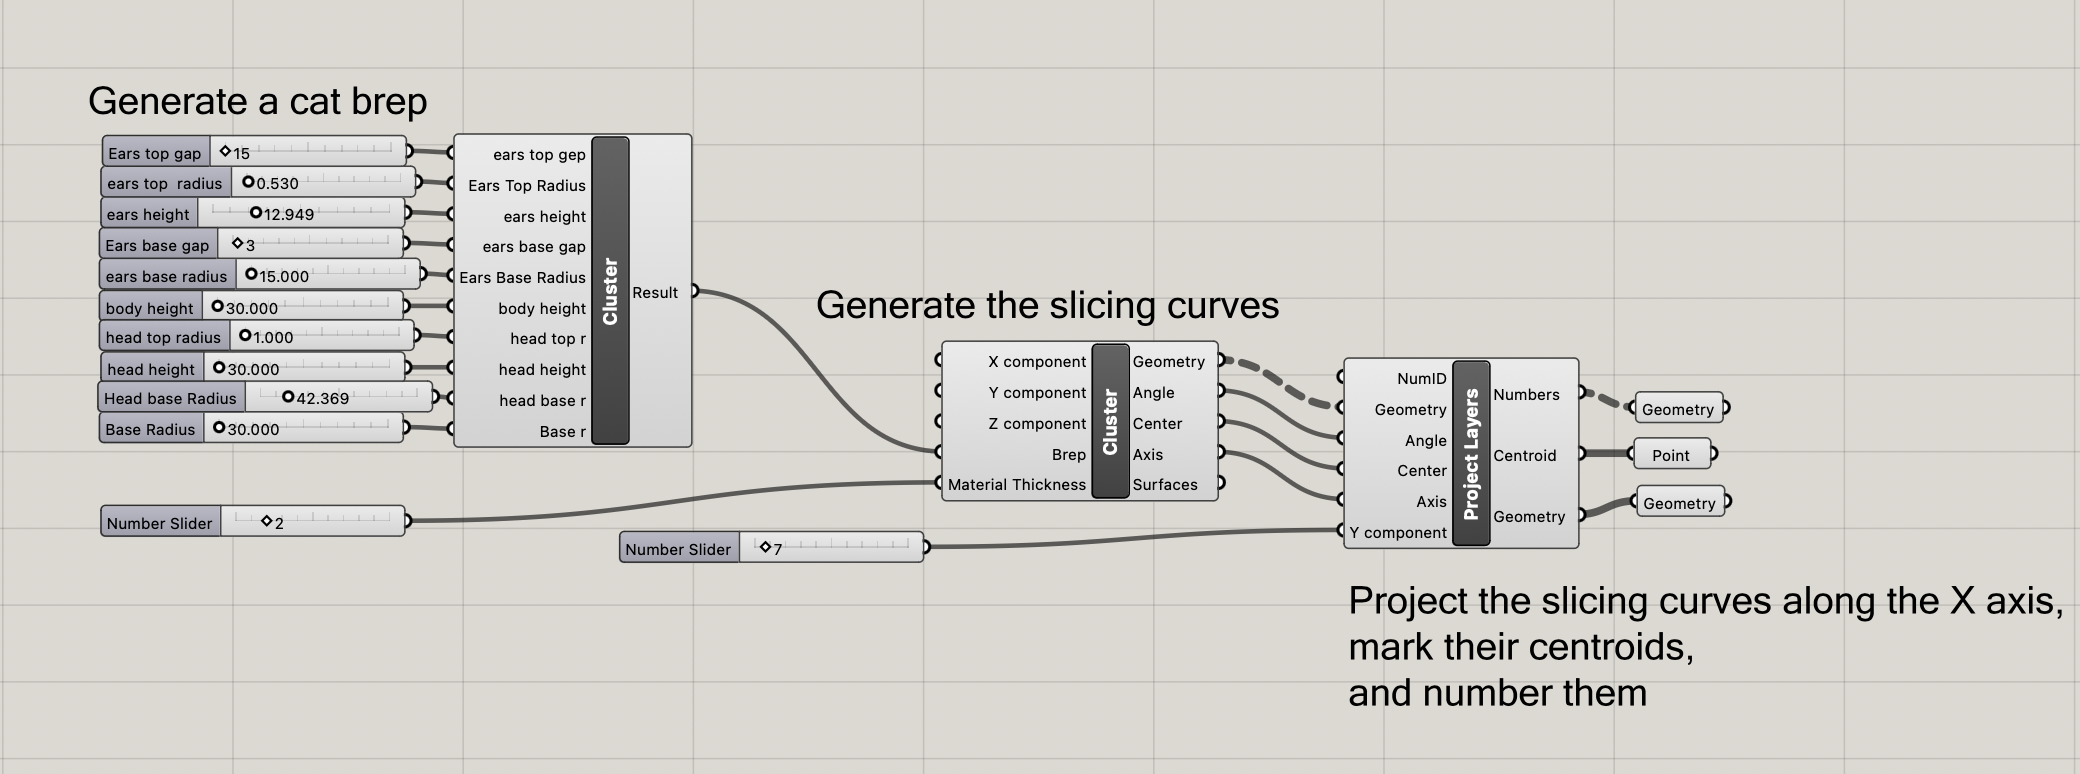 Generate a cat brep
Ears top gap 15
ears top radius 0.530
ears height 12.949
Ears base gap 3
ears base radius 15.000
body height 30.000
head top radius 1.000
head height 30.000
Head base Radius 42.369
Base Radius 30.000
ears top gep
Ears Top Radius
ears height
ears base gap
Ears Base Radius
body height
head top r
head height
head base r
Base r
Cluster
Result
Number Slider 2
Generate the slicing curves
X component
Y component
Z component
Brep
Material Thickness
Cluster
Geometry
Angle
Center
Axis
Surfaces
Number Slider 7
NumID
Geometry
Angle
Center
Axis
Y component
Project Layers
Numbers
Centroid
Geometry
Geometry
Point
Geometry
Project the slicing curves along the X axis,
mark their centroids,
and number them